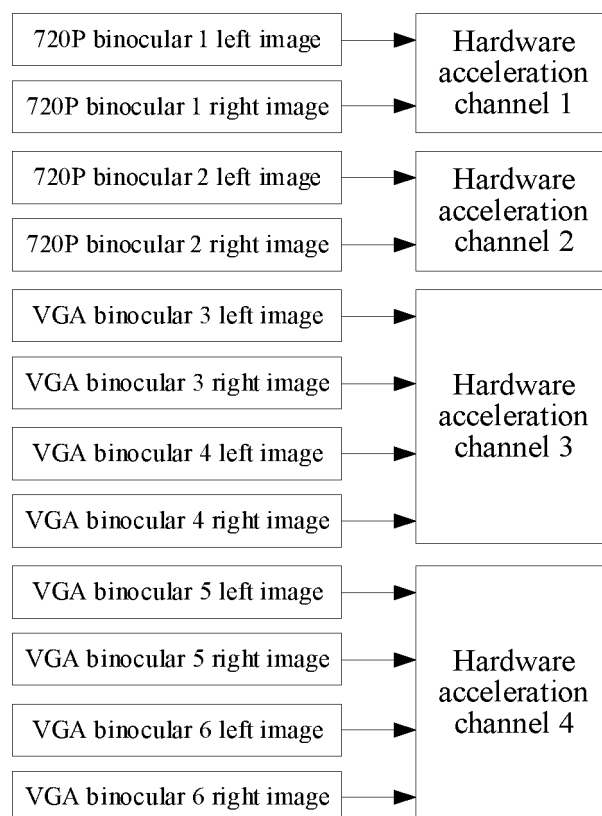 720P binocular 1 left image
720P binocular 1 right image
Hardware
acceleration
channel 1
720P binocular 2 left image
720P binocular 2 right image
Hardware
acceleration
channel 2
VGA binocular 3 left image
VGA binocular 3 right image
VGA binocular 4 left image
VGA binocular 4 right image
Hardware
acceleration
channel 3
VGA binocular 5 left image
VGA binocular 5 right image
VGA binocular 6 left image
VGA binocular 6 right image
Hardware
acceleration
channel 4